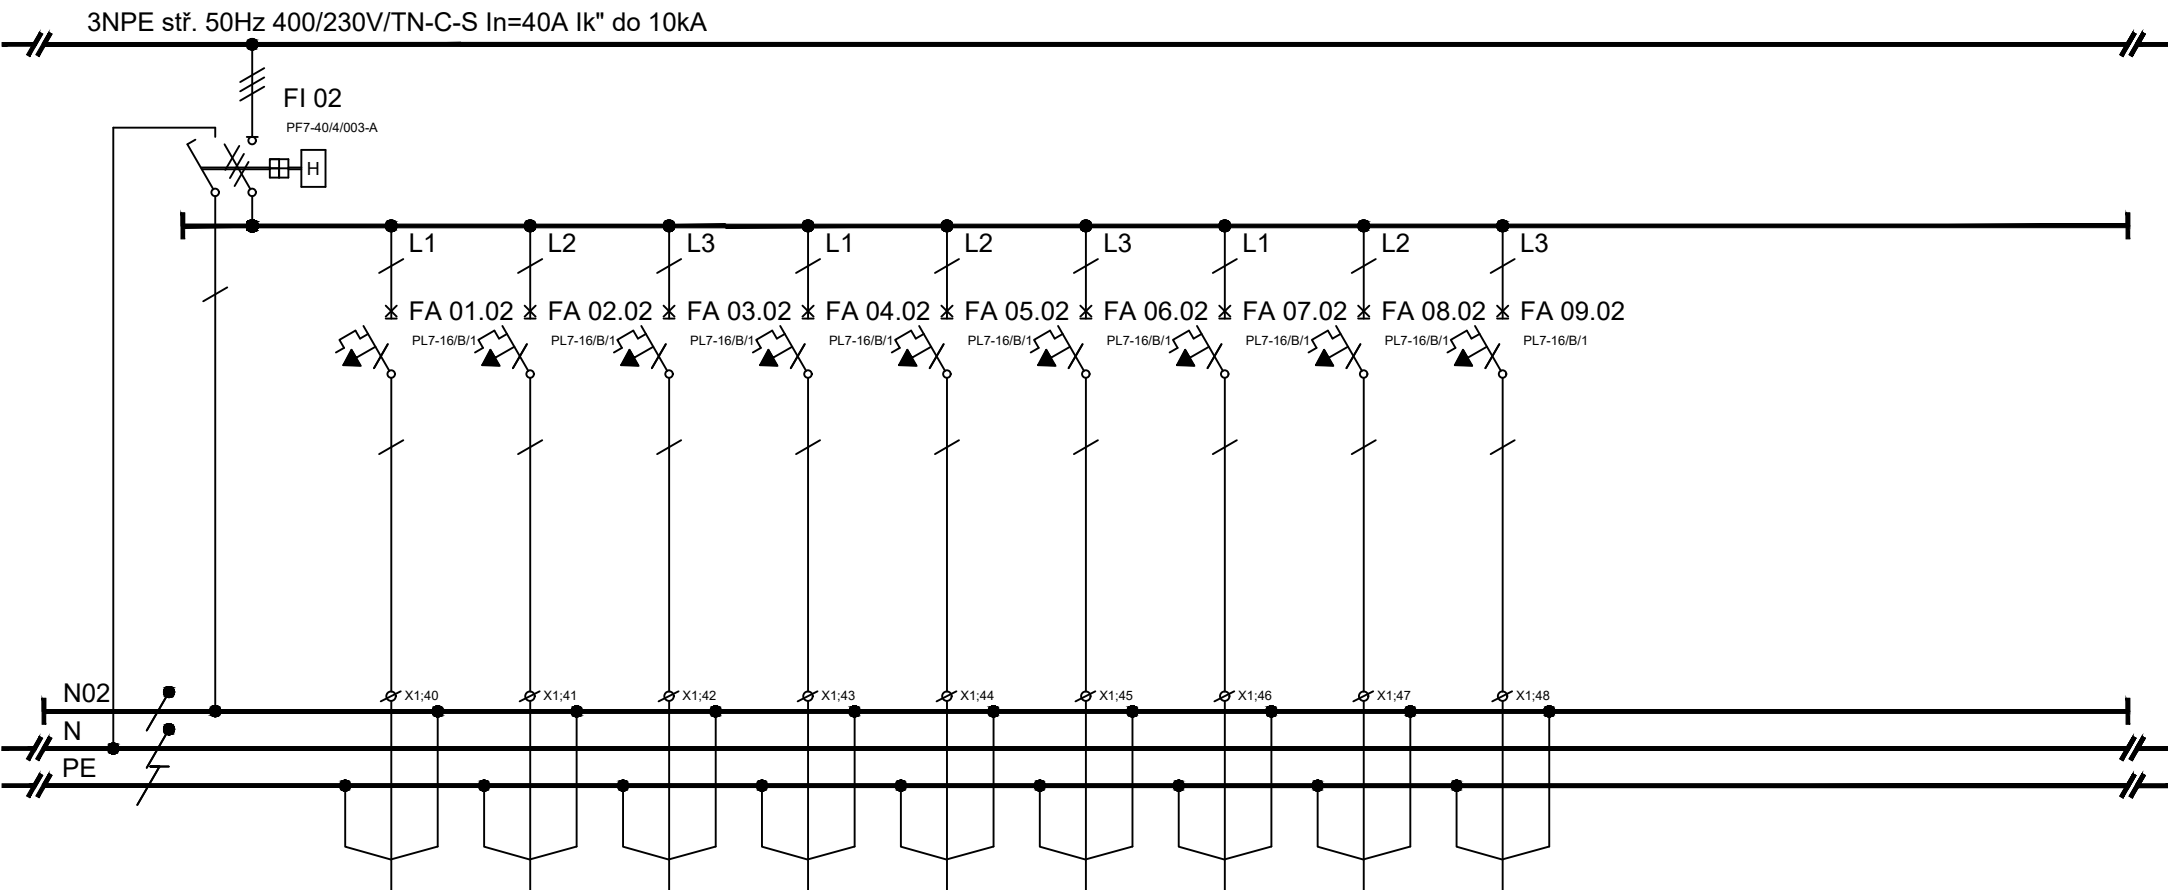 3NPE stř. 50Hz 400/230V/TN-C-S In=40A Ik" do 10kA
FI 02
PF7-40/4/003-A
H
L1 L2 L3 L1 L2 L3 L1 L2 L3
FA 01.02 FA 02.02 FA 03.02 FA 04.02 FA 05.02 FA 06.02 FA 07.02 FA 08.02 FA 09.02
PL7-16/B/1 PL7-16/B/1 PL7-16/B/1 PL7-16/B/1 PL7-16/B/1 PL7-16/B/1 PL7-16/B/1 PL7-16/B/1 PL7-16/B/1
N02 X1;40 X1;41 X1;42 X1;43 X1;44 X1;45 X1;46 X1;47 X1;48
N
PE